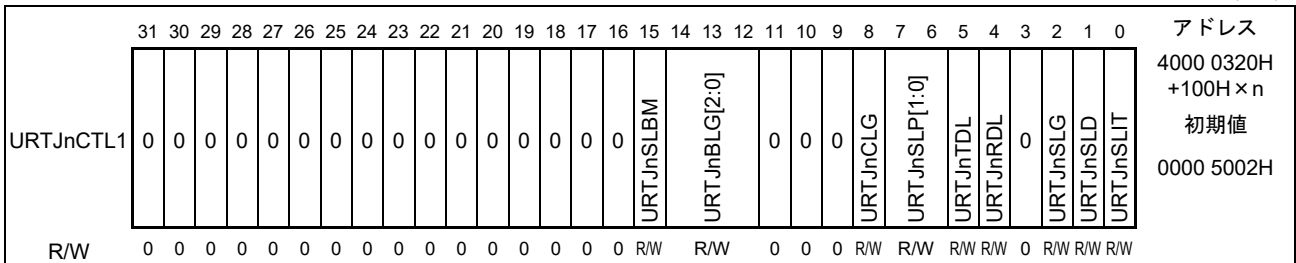 31 30 29 28 27 26 25 24 23 22 21 20 19 18 17 16 15 14 13 12 11 10 9 8 7 6 5 4 3 2 1 0 アドレス
4000 0320H
+100H×n
初期値
0000 5002H
URTJnCTL1 0 0 0 0 0 0 0 0 0 0 0 0 0 0 0 0 URTJnSLBM URTJnBLG[2:0] 0 0 0 URTJnCLG URTJnSLP[1:0] URTJnTDL URTJnRDL 0 URTJnSLG URTJnSLD URTJnSLIT
R/W 0 0 0 0 0 0 0 0 0 0 0 0 0 0 0 0 R/W R/W 0 0 0 R/W R/W R/W R/W 0 R/W R/W R/W